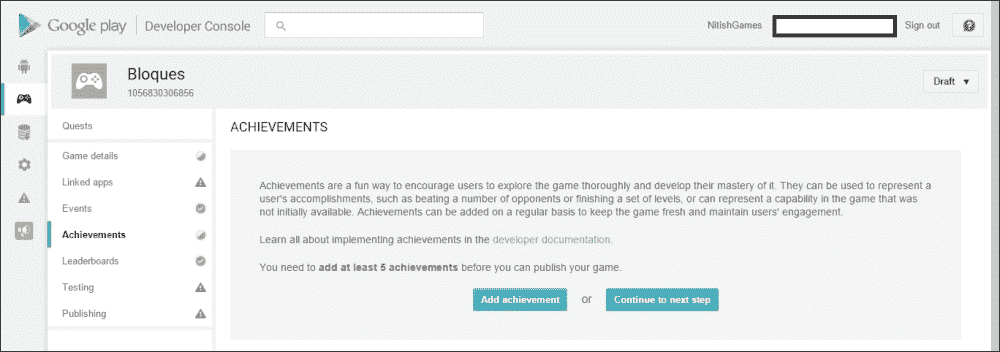 Google play Developer Console NitishGames Sign out
Bloques
1056830306856
Draft
Quests
Game details
Linked apps
Events
Achievements
Leaderboards
Testing
Publishing
ACHIEVEMENTS
Achievements are a fun way to encourage users to explore the game thoroughly and develop their mastery of it. They can be used to represent a
user's accomplishments, such as beating a number of opponents or finishing a set of levels, or can represent a capability in the game that was
not initially available. Achievements can be added on a regular basis to keep the game fresh and maintain users' engagement.
Learn all about implementing achievements in the developer documentation.
You need to add at least 5 achievements before you can publish your game.
Add achievement or Continue to next step